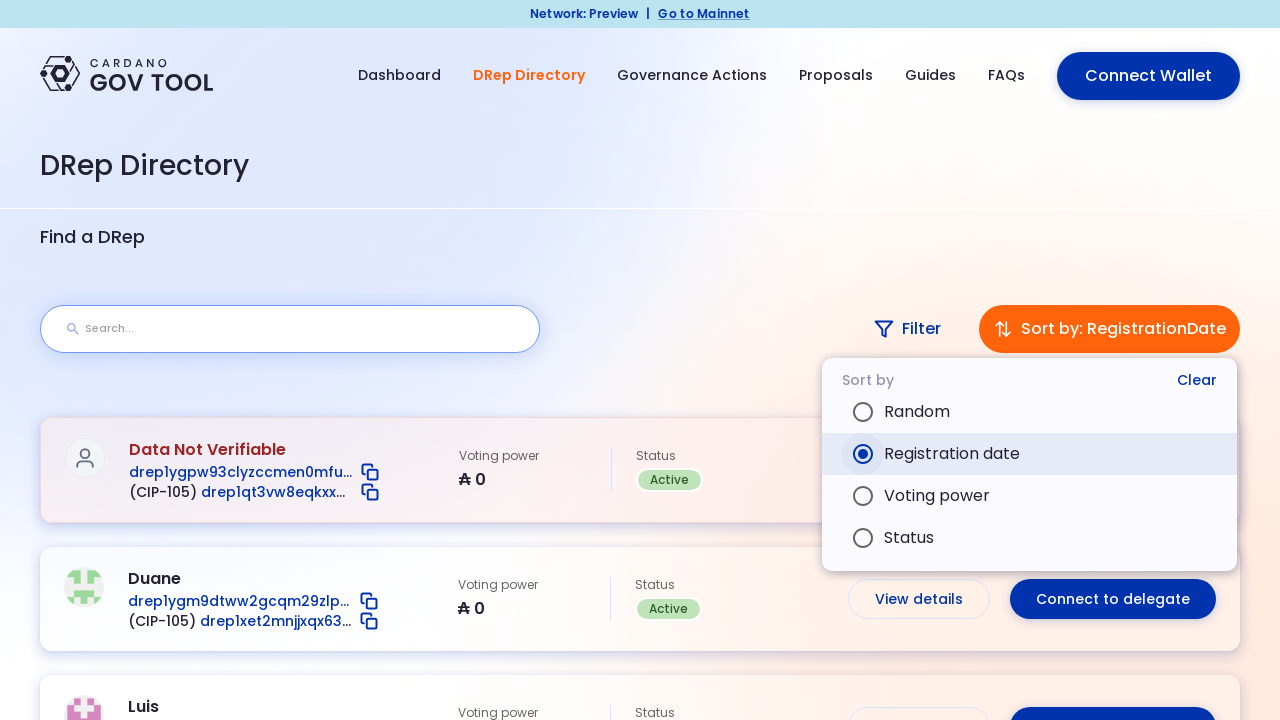 Network: Preview | Go to Mainnet
CARDANO
GOV TOOL
Dashboard DRep Directory Governance Actions Proposals Guides FAQs Connect Wallet
DRep Directory
Find a DRep
Search... Filter Sort by: RegistrationDate
Sort by Clear
Random
Registration date
Voting power
Status
Data Not Verifiable
drep1ygpw93clyzccmen0mfu...
(CIP-105) drep1qt3vw8eqkxx...
Voting power
₳ 0
Status
Active
Duane
drep1ygm9dtww2gcqm29zlp...
(CIP-105) drep1xet2mnjjxqx63...
Voting power
₳ 0
Status
Active
View details Connect to delegate
Luis
Voting power
Status